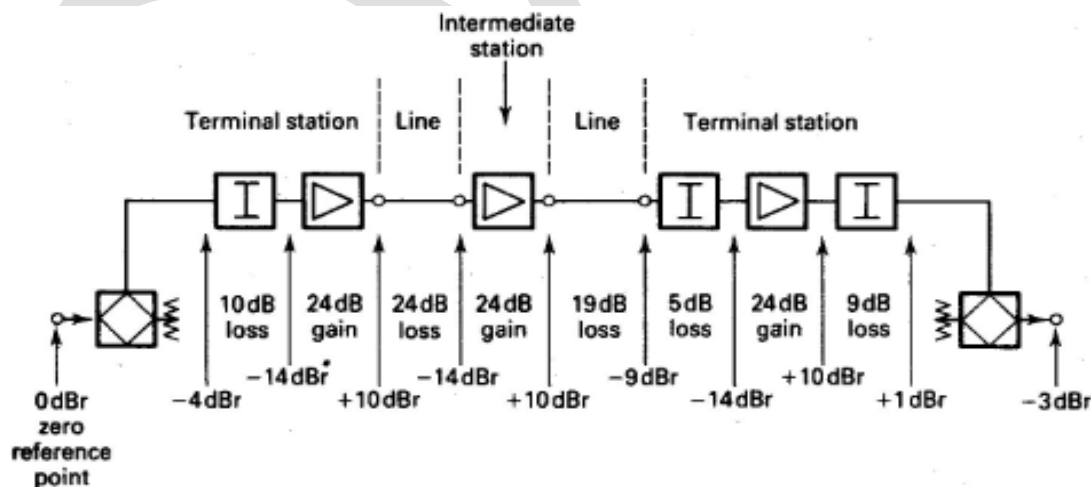 Intermediate
station
Terminal station
Line
Line
Terminal station
10dB
loss
24dB
gain
24dB
loss
24dB
gain
19dB
loss
5dB
loss
24dB
gain
9dB
loss
0dBr
zero
reference
point
-4dBr
-14dBr
+10dBr
-14dBr
+10dBr
-9dBr
-14dBr
+10dBr
+1dBr
-3dBr